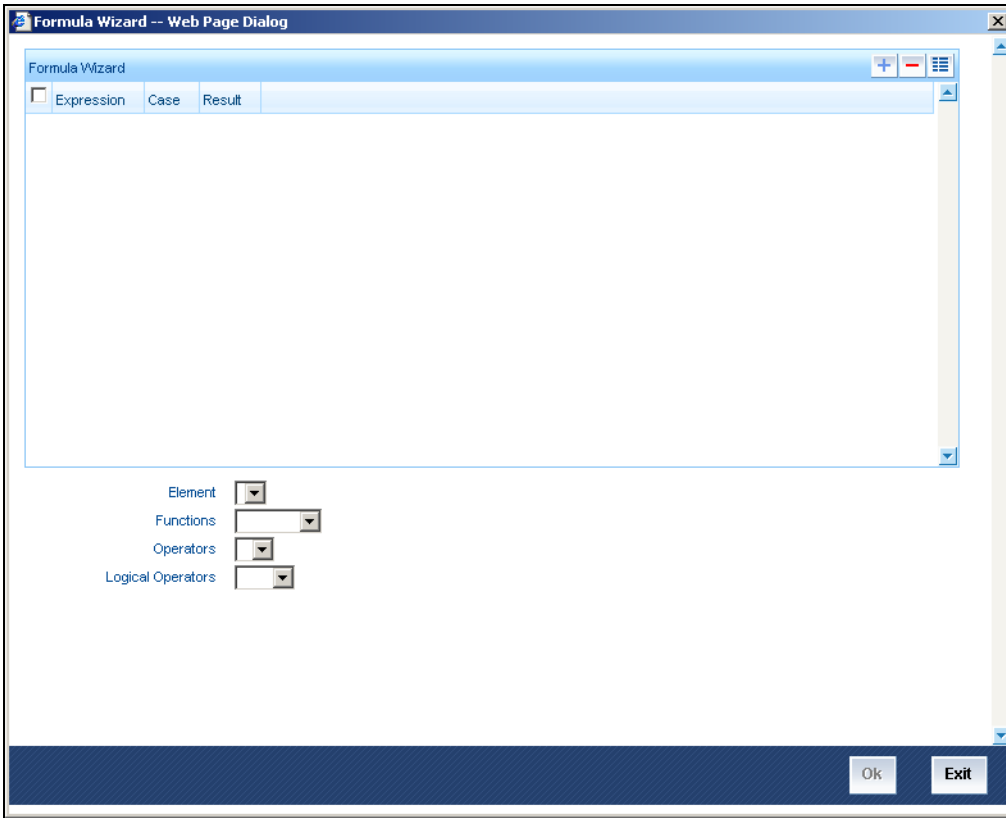 Formula Wizard -- Web Page Dialog
Formula Wizard
Expression Case Result
Element
Functions
Operators
Logical Operators
Ok Exit